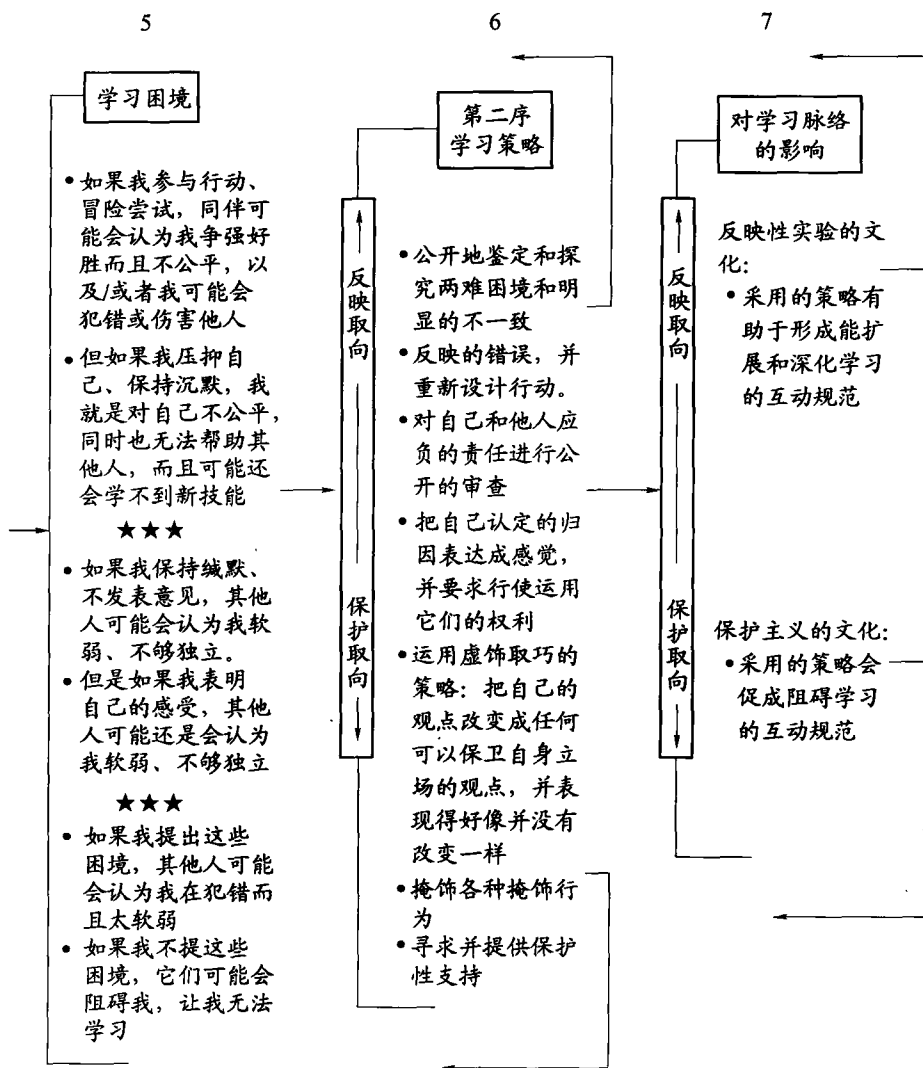 5
学习困境
• 如果我参与行动、
冒险尝试，同伴可
能会认为我争强好
胜而且不公平，以
及/或者我可能会
犯错或伤害他人
• 但如果我压抑自
己、保持沉默，我
就是对自己不公平，
同时也无法帮助其
他人，而且可能还
会学不到新技能
★★★
• 如果我保持缄默、
不发表意见，其他
人可能会认为我软
弱、不够独立。
• 但是如果我表明
自己的感受，其他
人可能还是会认为
我软弱、不够独立
★★★
• 如果我提出这些
困境，其他人可能
会认为我在犯错而
且太软弱
• 如果我不提这些
困境，它们可能会
阻碍我，让我无法
学习
6
第二序
学习策略
反映取向
保护取向
• 公开地鉴定和探
究两难困境和明
显的不一致
• 反映的错误，并
重新设计行动。
• 对自己和他人应
负的责任进行公
开的审查
• 把自己认定的归
因表达成感觉，
并要求行使运用
它们的权利
• 运用虚饰取巧的
策略：把自己的
观点改变成任何
可以保卫自身立
场的观点，并表
现得好像并没有
改变一样
• 掩饰各种掩饰行
为
• 寻求并提供保护
性支持
7
对学习脉络
的影响
反映取向
保护取向
反映性实验的文
化：
• 采用的策略有
助于形成能扩
展和深化学习
的互动规范
保护主义的文化：
• 采用的策略会
促成阻碍学习
的互动规范